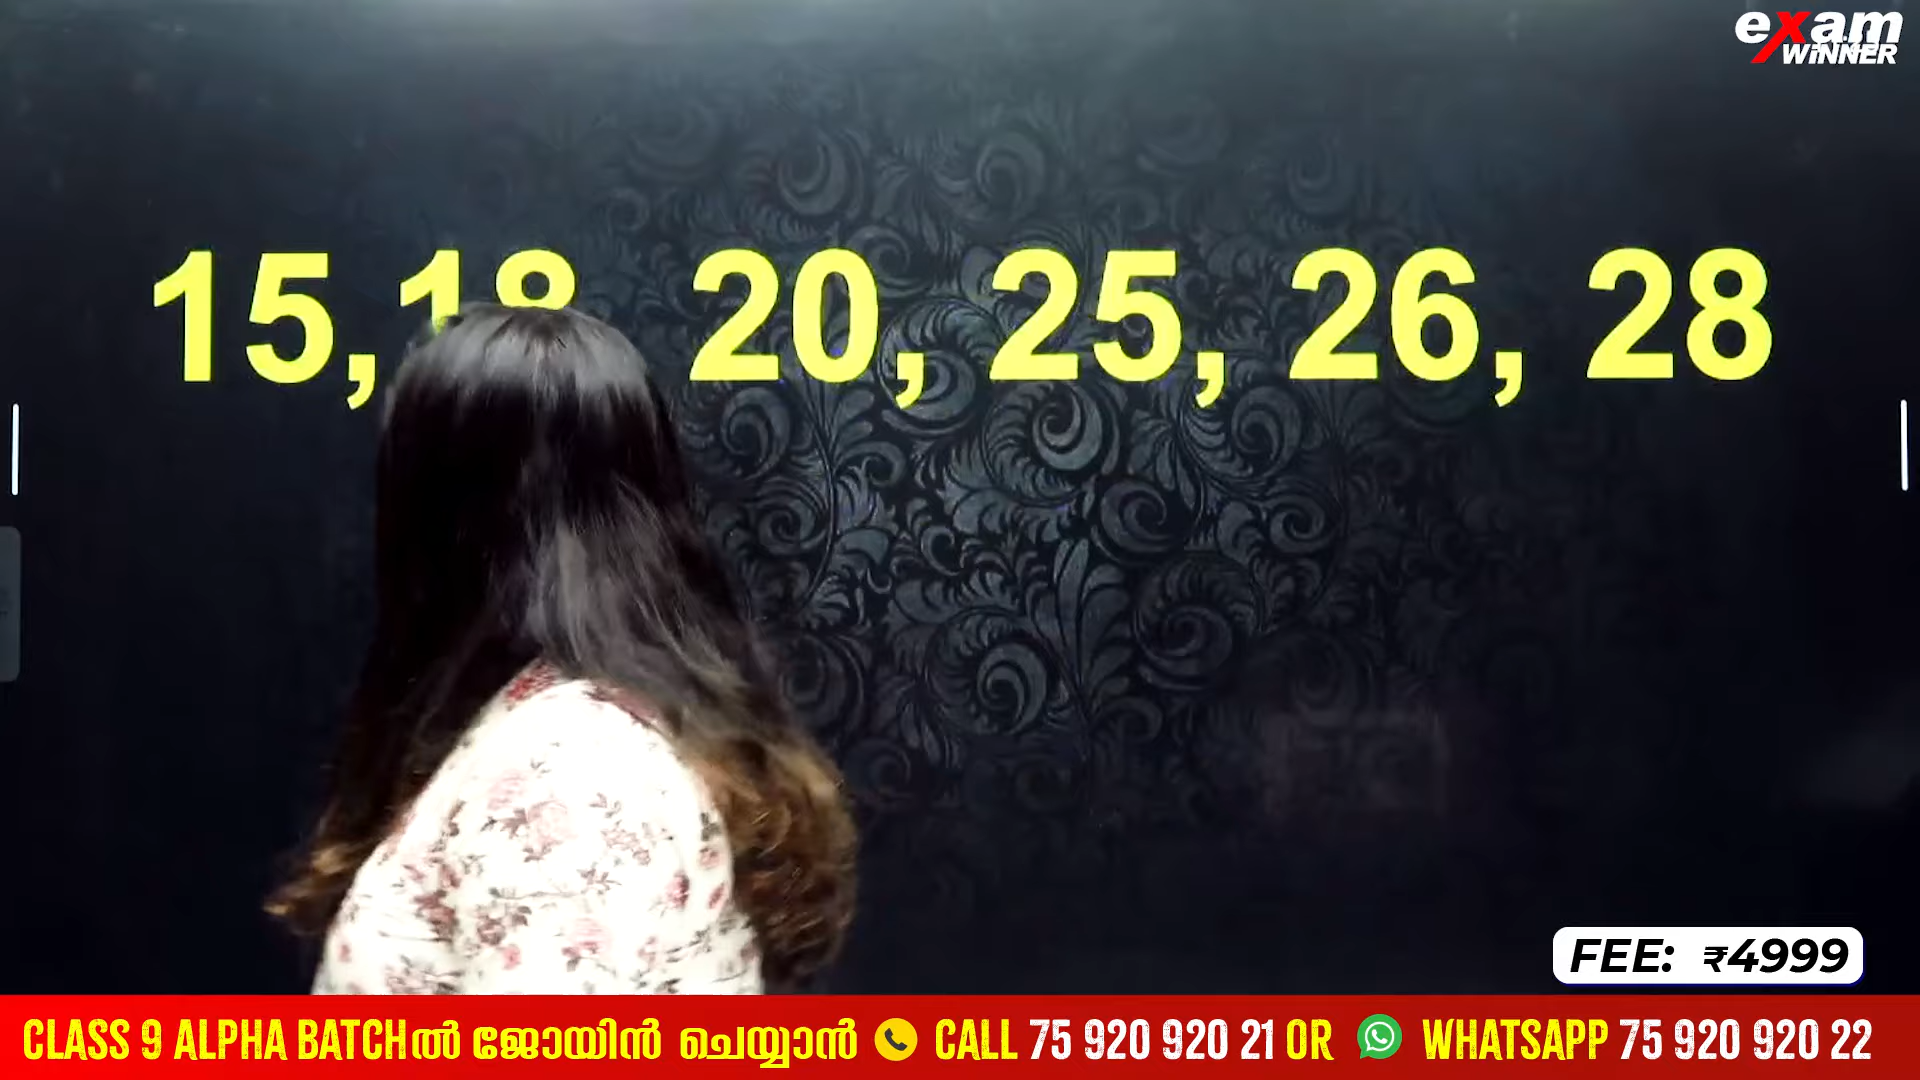 exam
WINNER
15, 18, 20, 25, 26, 28
FEE: ₹4999
CLASS 9 ALPHA BATCHൽ ജോയിൻ ചെയ്യാൻ CALL 75 920 920 21 OR WHATSAPP 75 920 920 22